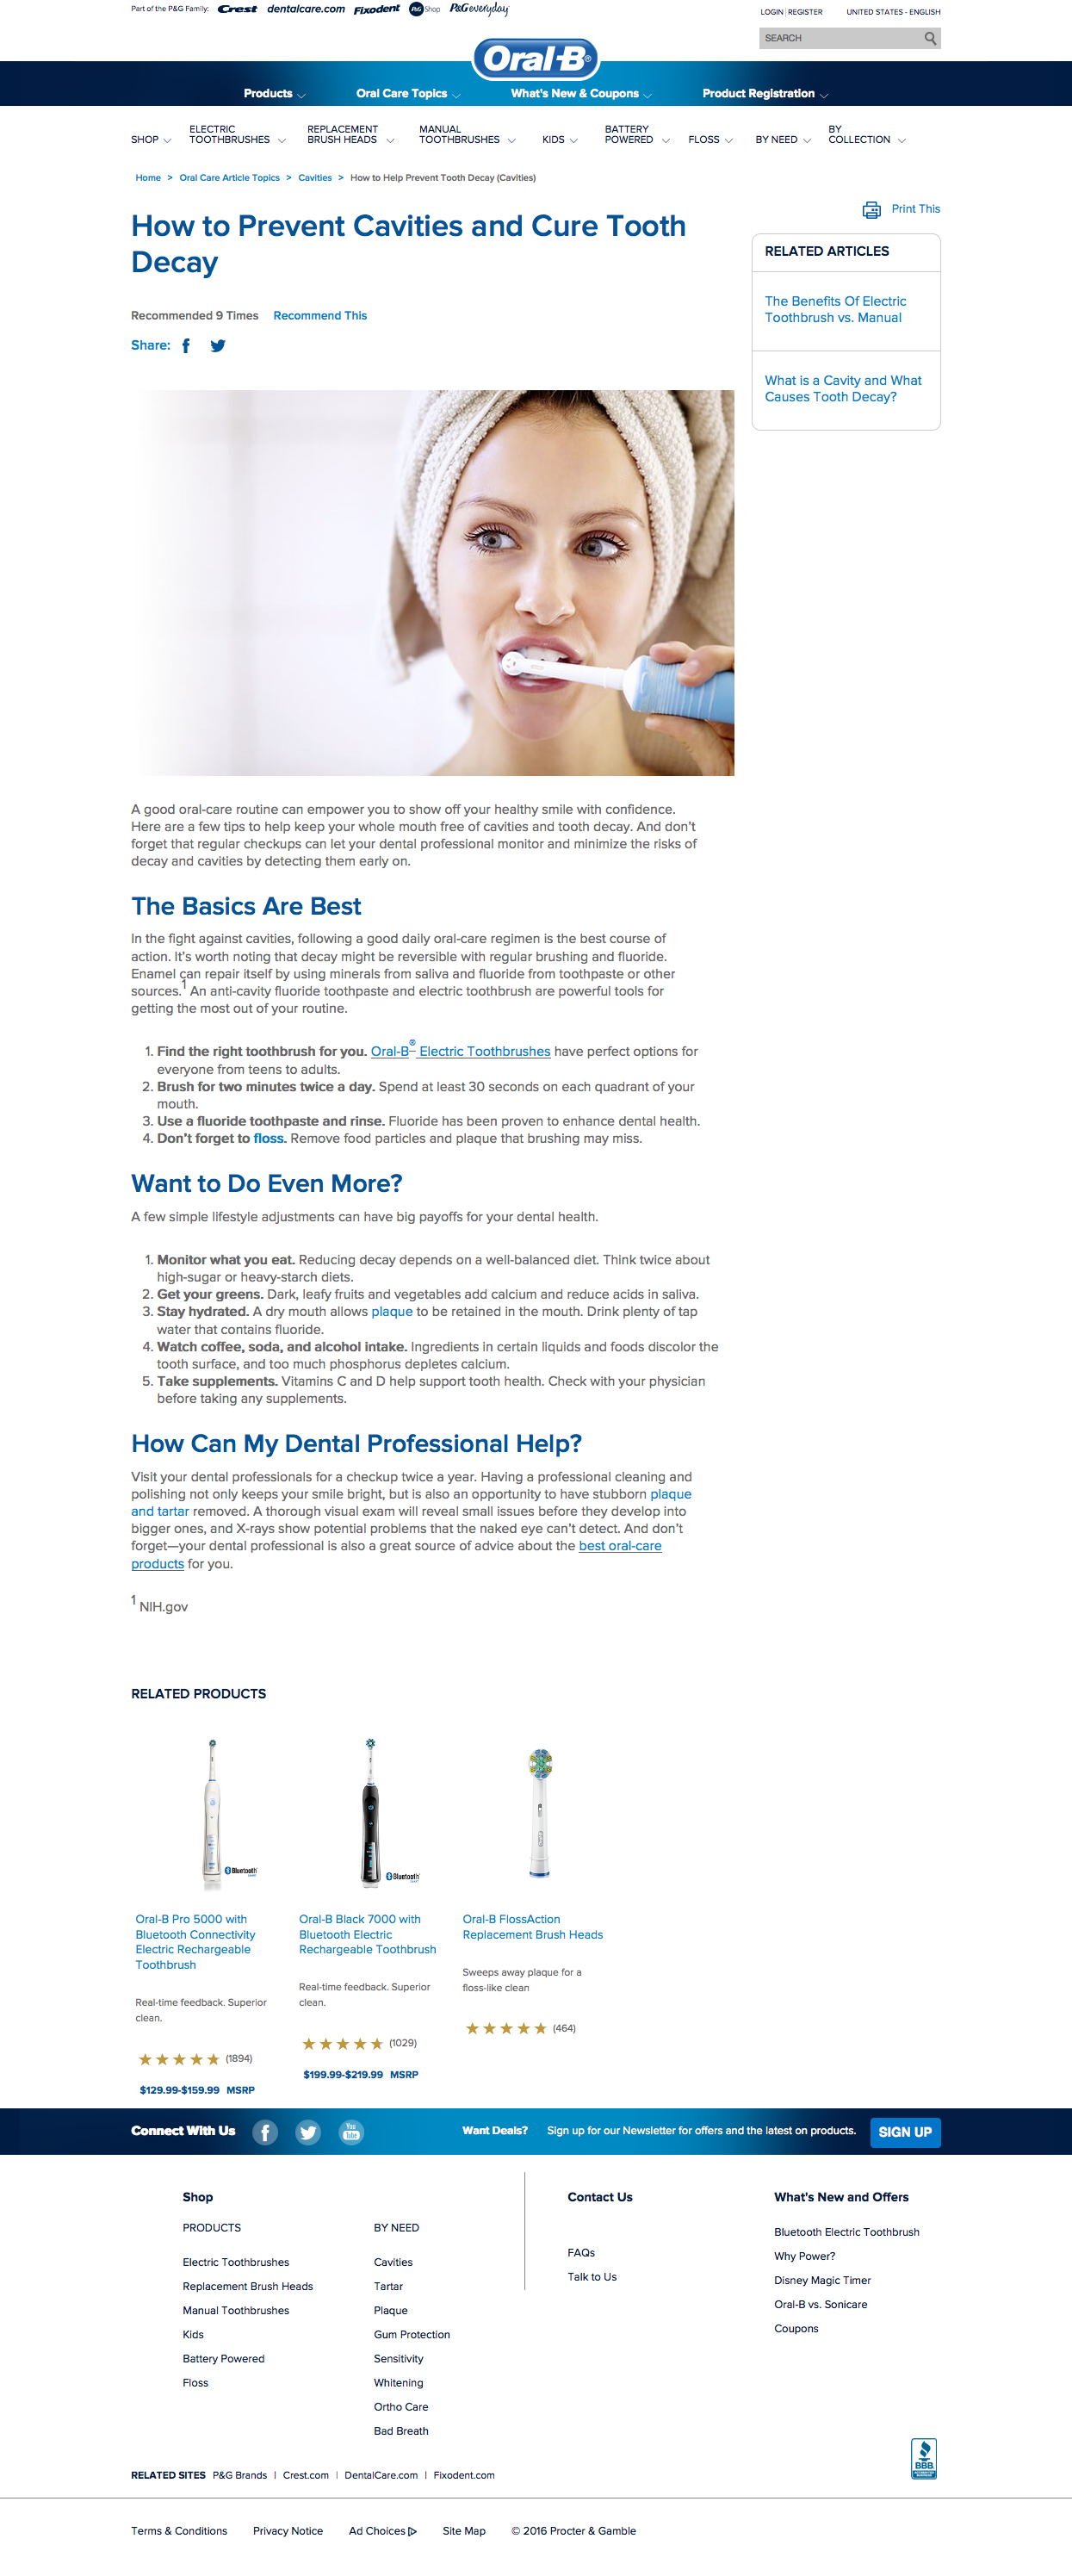 Part of the P&G Family: Crest dentalcare.com Fixodent P&G Shop P&G everyday
LOGIN | REGISTER UNITED STATES - ENGLISH
SEARCH
Oral-B®
Products Oral Care Topics What's New & Coupons Product Registration
SHOP ELECTRIC TOOTHBRUSHES REPLACEMENT BRUSH HEADS MANUAL TOOTHBRUSHES KIDS BATTERY POWERED FLOSS BY NEED BY COLLECTION
Home > Oral Care Article Topics > Cavities > How to Help Prevent Tooth Decay (Cavities)
Print This
How to Prevent Cavities and Cure Tooth
Decay
Recommended 9 Times Recommend This
Share:
RELATED ARTICLES
The Benefits Of Electric
Toothbrush vs. Manual
What is a Cavity and What
Causes Tooth Decay?
A good oral-care routine can empower you to show off your healthy smile with confidence.
Here are a few tips to help keep your whole mouth free of cavities and tooth decay. And don't
forget that regular checkups can let your dental professional monitor and minimize the risks of
decay and cavities by detecting them early on.
The Basics Are Best
In the fight against cavities, following a good daily oral-care regimen is the best course of
action. It's worth noting that decay might be reversible with regular brushing and fluoride.
Enamel can repair itself by using minerals from saliva and fluoride from toothpaste or other
sources.1 An anti-cavity fluoride toothpaste and electric toothbrush are powerful tools for
getting the most out of your routine.
1. Find the right toothbrush for you. Oral-B® Electric Toothbrushes have perfect options for
everyone from teens to adults.
2. Brush for two minutes twice a day. Spend at least 30 seconds on each quadrant of your
mouth.
3. Use a fluoride toothpaste and rinse. Fluoride has been proven to enhance dental health.
4. Don't forget to floss. Remove food particles and plaque that brushing may miss.
Want to Do Even More?
A few simple lifestyle adjustments can have big payoffs for your dental health.
1. Monitor what you eat. Reducing decay depends on a well-balanced diet. Think twice about
high-sugar or heavy-starch diets.
2. Get your greens. Dark, leafy fruits and vegetables add calcium and reduce acids in saliva.
3. Stay hydrated. A dry mouth allows plaque to be retained in the mouth. Drink plenty of tap
water that contains fluoride.
4. Watch coffee, soda, and alcohol intake. Ingredients in certain liquids and foods discolor the
tooth surface, and too much phosphorus depletes calcium.
5. Take supplements. Vitamins C and D help support tooth health. Check with your physician
before taking any supplements.
How Can My Dental Professional Help?
Visit your dental professionals for a checkup twice a year. Having a professional cleaning and
polishing not only keeps your smile bright, but is also an opportunity to have stubborn plaque
and tartar removed. A thorough visual exam will reveal small issues before they develop into
bigger ones, and X-rays show potential problems that the naked eye can't detect. And don't
forget—your dental professional is also a great source of advice about the best oral-care
products for you.
1 NIH.gov
RELATED PRODUCTS
Bluetooth
Bluetooth
Oral-B Pro 5000 with
Bluetooth Connectivity
Electric Rechargeable
Toothbrush
Real-time feedback. Superior
clean.
(1894)
$129.99-$159.99 MSRP
Oral-B Black 7000 with
Bluetooth Electric
Rechargeable Toothbrush
Real-time feedback. Superior
clean.
(1029)
$199.99-$219.99 MSRP
Oral-B FlossAction
Replacement Brush Heads
Sweeps away plaque for a
floss-like clean
(464)
Connect With Us You Tube Want Deals? Sign up for our Newsletter for offers and the latest on products. SIGN UP
Shop
PRODUCTS
Electric Toothbrushes
Replacement Brush Heads
Manual Toothbrushes
Kids
Battery Powered
Floss
BY NEED
Cavities
Tartar
Plaque
Gum Protection
Sensitivity
Whitening
Ortho Care
Bad Breath
Contact Us
FAQs
Talk to Us
What's New and Offers
Bluetooth Electric Toothbrush
Why Power?
Disney Magic Timer
Oral-B vs. Sonicare
Coupons
BBB
RELATED SITES P&G Brands | Crest.com | DentalCare.com | Fixodent.com
Terms & Conditions Privacy Notice Ad Choices Site Map © 2016 Procter & Gamble